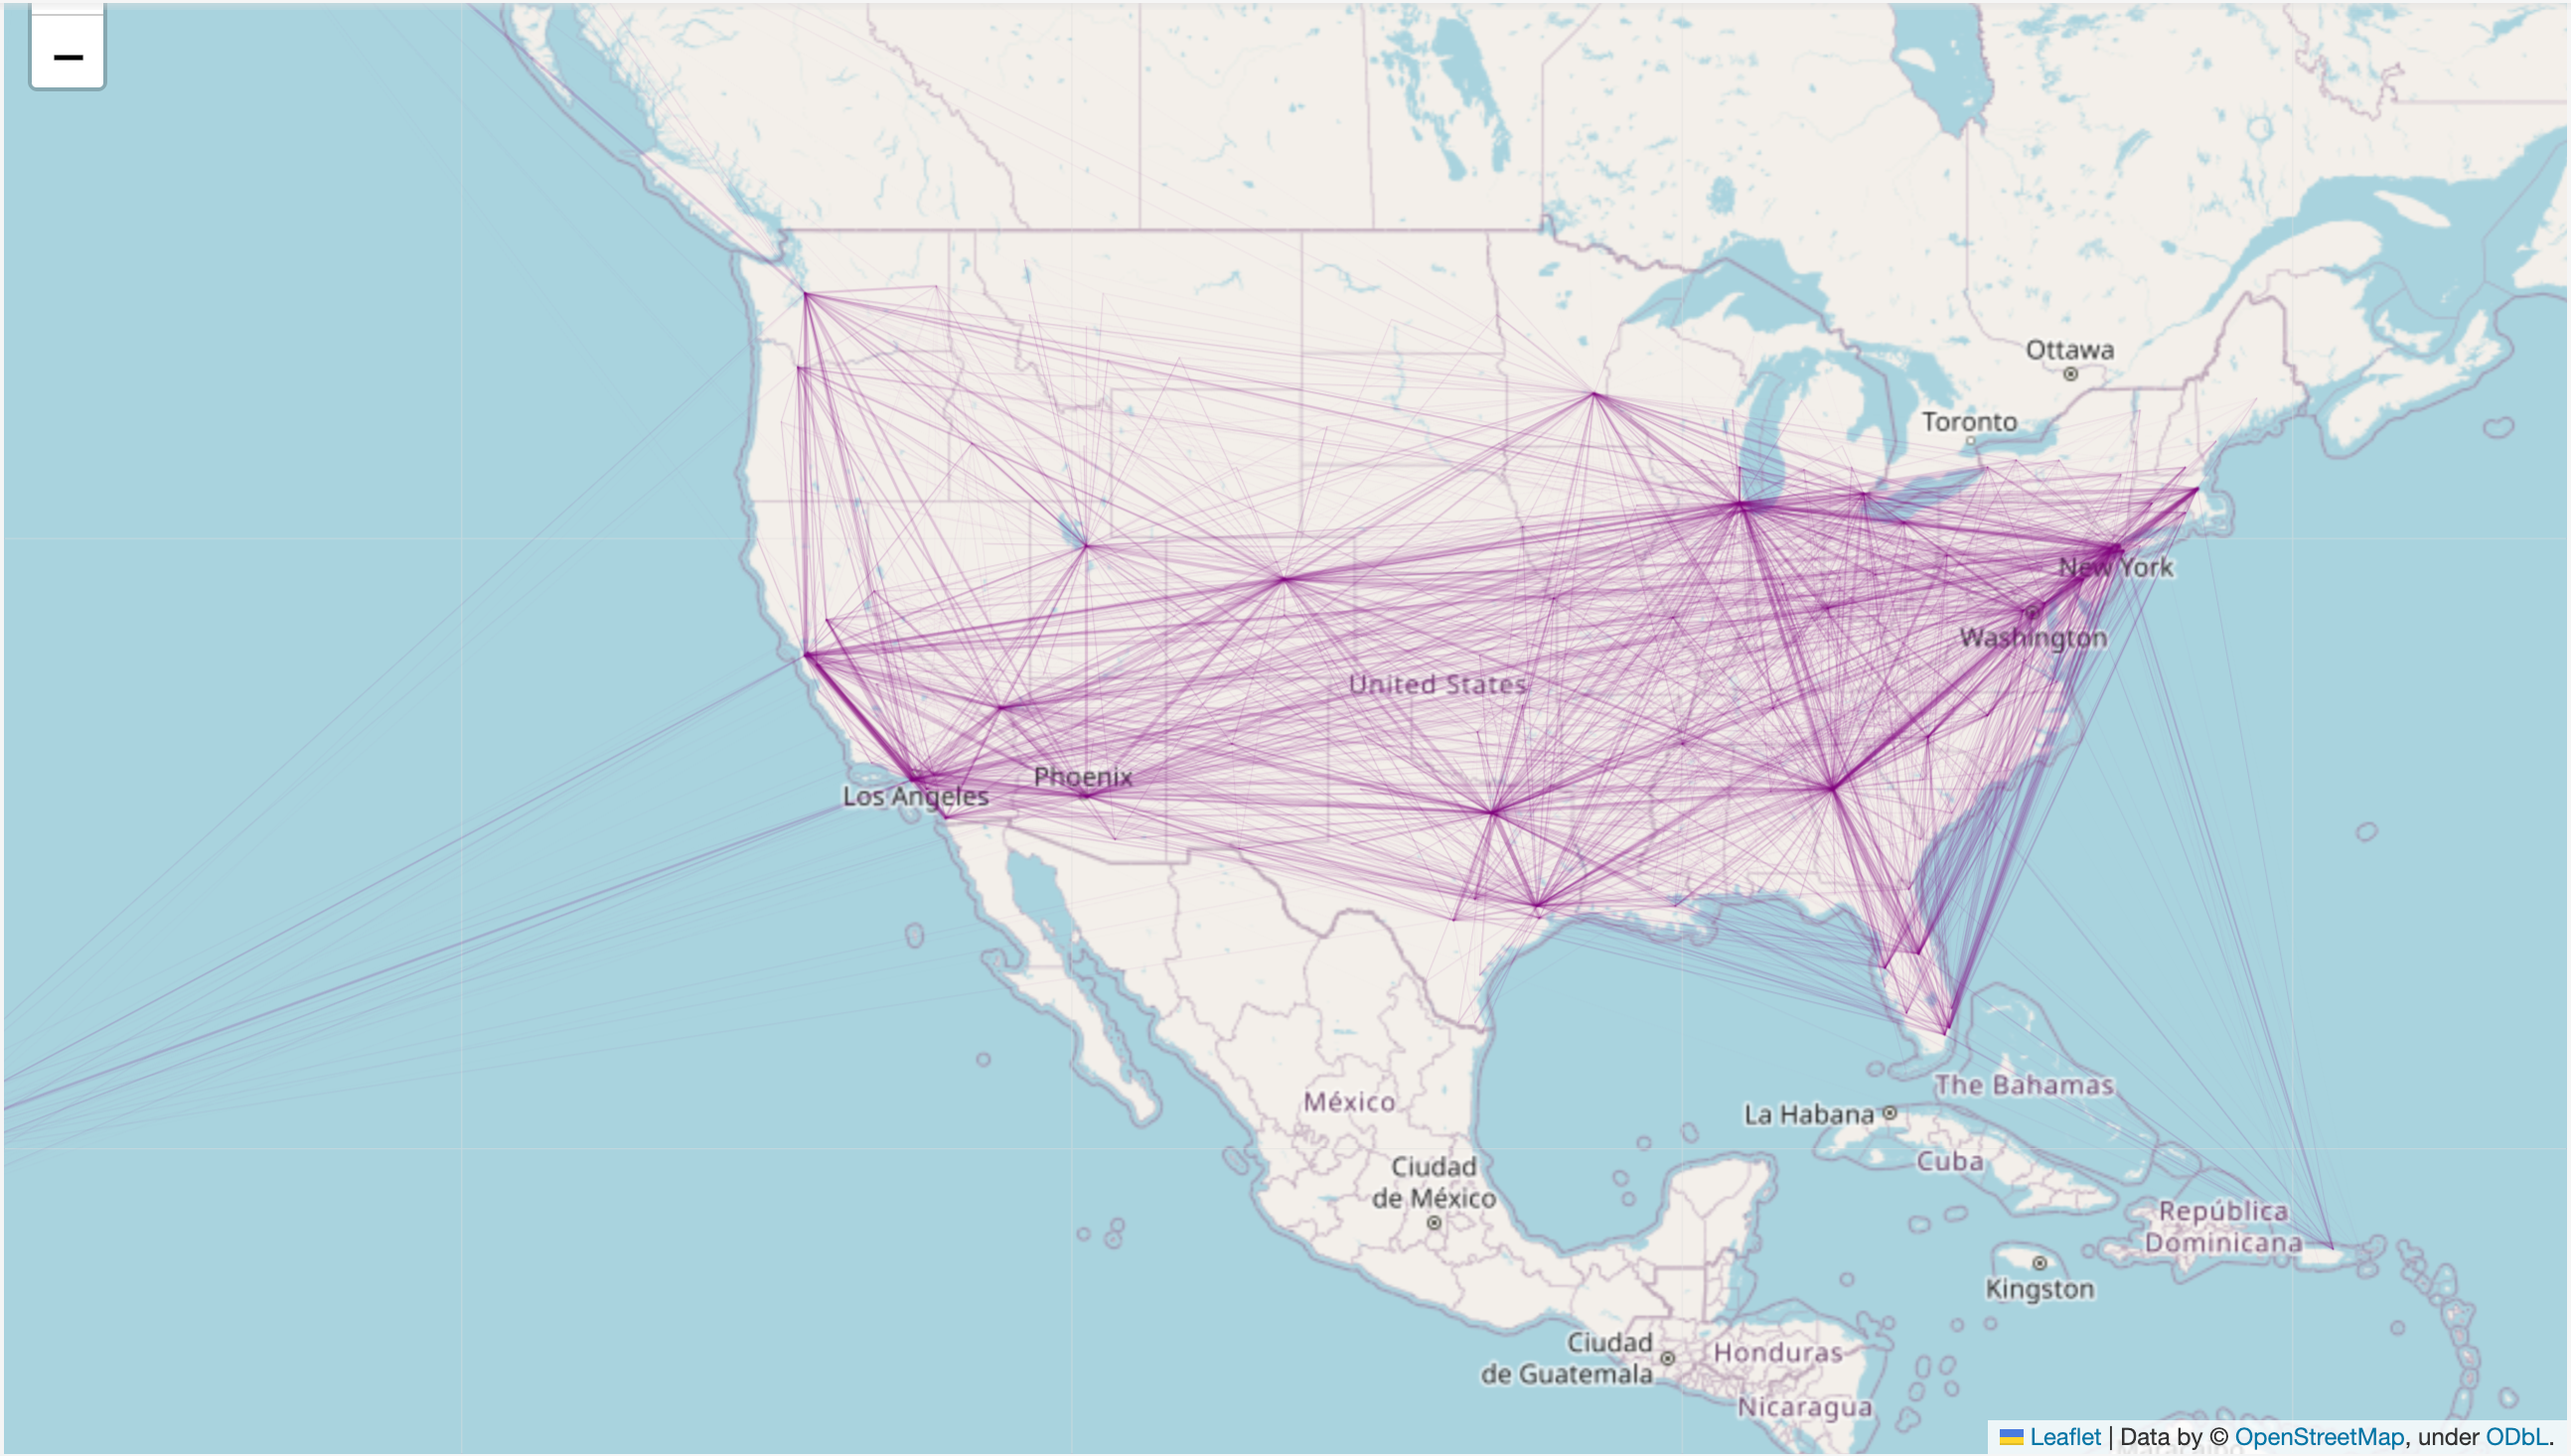 −
Ottawa
Toronto
New York
Washington
United States
Phoenix
Los Angeles
México
The Bahamas
La Habana
Cuba
Ciudad
de México
República
Dominicana
Kingston
Ciudad
de Guatemala
Honduras
Nicaragua
Leaflet | Data by © OpenStreetMap, under ODbL.